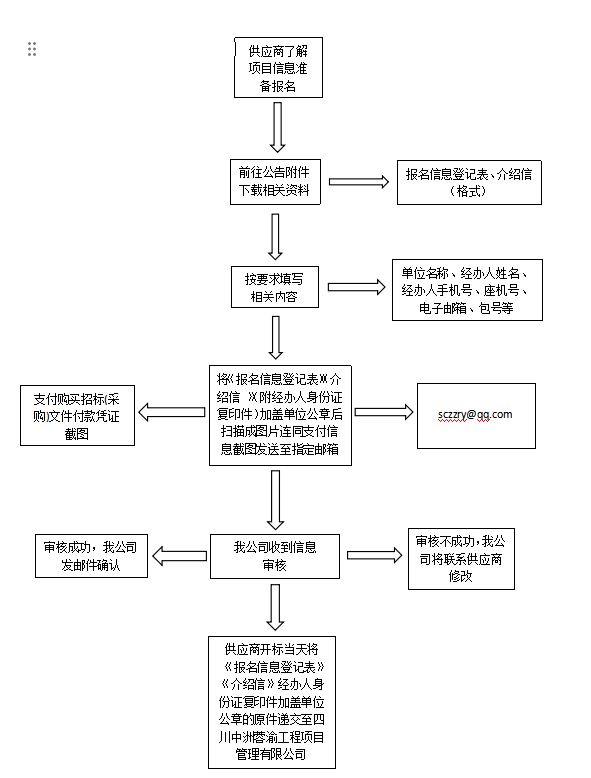 供应商了解
项目信息准
备报名
前往公告附件
下载相关资料
报名信息登记表、介绍信
（格式）
按要求填写
相关内容
单位名称、经办人姓名、
经办人手机号、座机号、
电子邮箱、包号等
将《报名信息登记表》《介
绍信》（附经办人身份证
复印件）加盖单位公章后
扫描成图片连同支付信
息截图发送至指定邮箱
支付购买招标(采
购)文件付款凭证
截图
sczzry@qq.com
我公司收到信息
审核
审核成功，我公司
发邮件确认
审核不成功，我公
司将联系供应商
修改
供应商开标当天将
《报名信息登记表》
《介绍信》经办人身
份证复印件加盖单位
公章的原件递交至四
川中洲蓉渝工程项目
管理有限公司